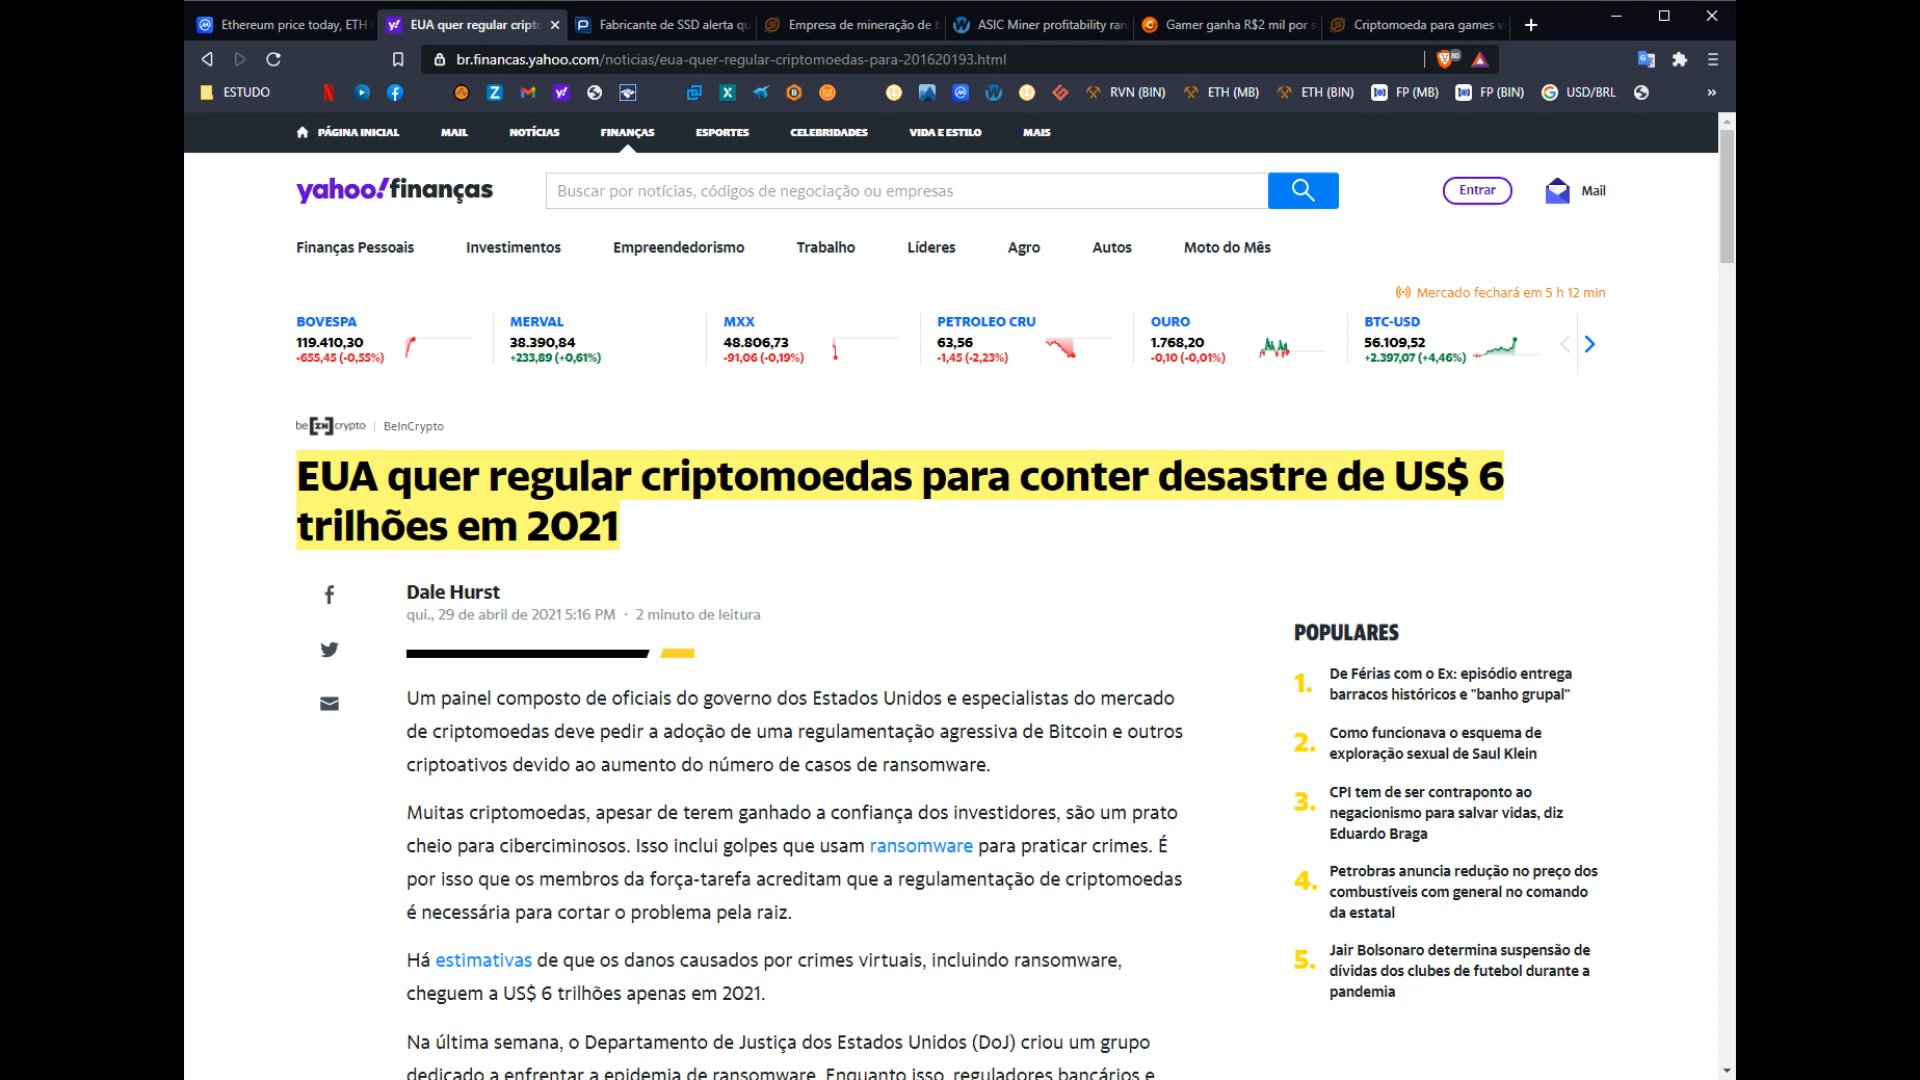 Ethereum price today, ETH
EUA quer regular cripto
Fabricante de SSD alerta qu
Empresa de mineração de b
ASIC Miner profitability ran
Gamer ganha R$2 mil por s
Criptomoeda para games v
br.financas.yahoo.com/noticias/eua-quer-regular-criptomoedas-para-201620193.html
ESTUDO
RVN (BIN)
ETH (MB)
ETH (BIN)
FP (MB)
FP (BIN)
USD/BRL
PÁGINA INICIAL
MAIL
NOTÍCIAS
FINANÇAS
ESPORTES
CELEBRIDADES
VIDA E ESTILO
MAIS
yahoo!finanças
Buscar por notícias, códigos de negociação ou empresas
Entrar
Mail
Finanças Pessoais
Investimentos
Empreendedorismo
Trabalho
Líderes
Agro
Autos
Moto do Mês
Mercado fechará em 5 h 12 min
BOVESPA
119.410,30
-655,45 (-0,55%)
MERVAL
38.390,84
+233,89 (+0,61%)
MXX
48.806,73
-91,06 (-0,19%)
PETROLEO CRU
63,56
-1,45 (-2,23%)
OURO
1.768,20
-0,10 (-0,01%)
BTC-USD
56.109,52
+2.397,07 (+4,46%)
be[IN]crypto
BeInCrypto
EUA quer regular criptomoedas para conter desastre de US$ 6
trilhões em 2021
Dale Hurst
qui., 29 de abril de 2021 5:16 PM · 2 minuto de leitura
Um painel composto de oficiais do governo dos Estados Unidos e especialistas do mercado
de criptomoedas deve pedir a adoção de uma regulamentação agressiva de Bitcoin e outros
criptoativos devido ao aumento do número de casos de ransomware.
Muitas criptomoedas, apesar de terem ganhado a confiança dos investidores, são um prato
cheio para ciberciminosos. Isso inclui golpes que usam ransomware para praticar crimes. É
por isso que os membros da força-tarefa acreditam que a regulamentação de criptomoedas
é necessária para cortar o problema pela raiz.
Há estimativas de que os danos causados por crimes virtuais, incluindo ransomware,
cheguem a US$ 6 trilhões apenas em 2021.
Na última semana, o Departamento de Justiça dos Estados Unidos (DoJ) criou um grupo
dedicado a enfrentar a epidemia de ransomware. Enquanto isso, reguladores bancários e
POPULARES
1. De Férias com o Ex: episódio entrega
barracos históricos e "banho grupal"
2. Como funcionava o esquema de
exploração sexual de Saul Klein
3. CPI tem de ser contraponto ao
negacionismo para salvar vidas, diz
Eduardo Braga
4. Petrobras anuncia redução no preço dos
combustíveis com general no comando
da estatal
5. Jair Bolsonaro determina suspensão de
dívidas dos clubes de futebol durante a
pandemia